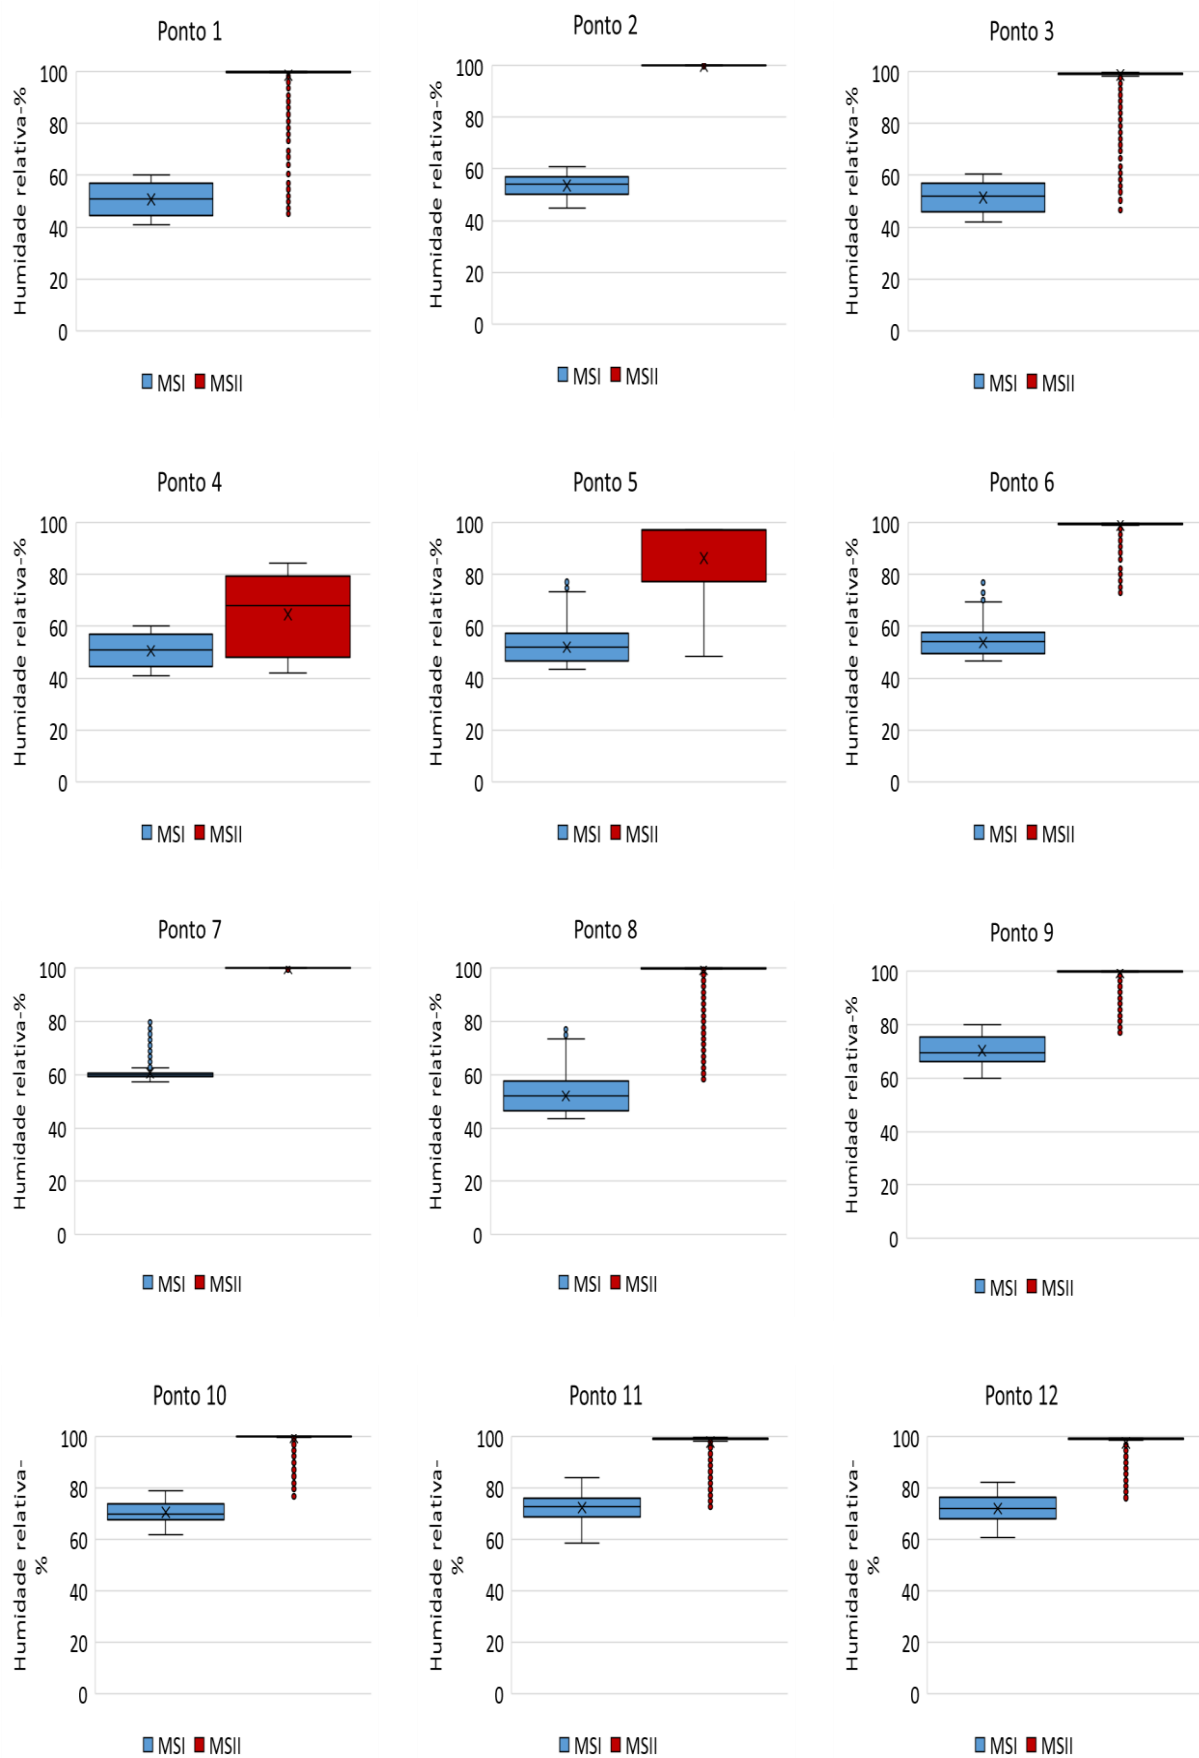 Ponto 1
Humidade relativa-%
100
80
60
40
20
0
MSI MSII
Ponto 2
Humidade relativa-%
100
80
60
40
20
0
MSI MSII
Ponto 3
Humidade relativa-%
100
80
60
40
20
0
MSI MSII
Ponto 4
Humidade relativa-%
100
80
60
40
20
0
MSI MSII
Ponto 5
Humidade relativa-%
100
80
60
40
20
0
MSI MSII
Ponto 6
Humidade relativa-%
100
80
60
40
20
0
MSI MSII
Ponto 7
Humidade relativa-%
100
80
60
40
20
0
MSI MSII
Ponto 8
Humidade relativa-%
100
80
60
40
20
0
MSI MSII
Ponto 9
Humidade relativa-%
100
80
60
40
20
0
MSI MSII
Ponto 10
Humidade relativa-
%
100
80
60
40
20
0
MSI MSII
Ponto 11
Humidade relativa-
%
100
80
60
40
20
0
MSI MSII
Ponto 12
Humidade relativa-
%
100
80
60
40
20
0
MSI MSII